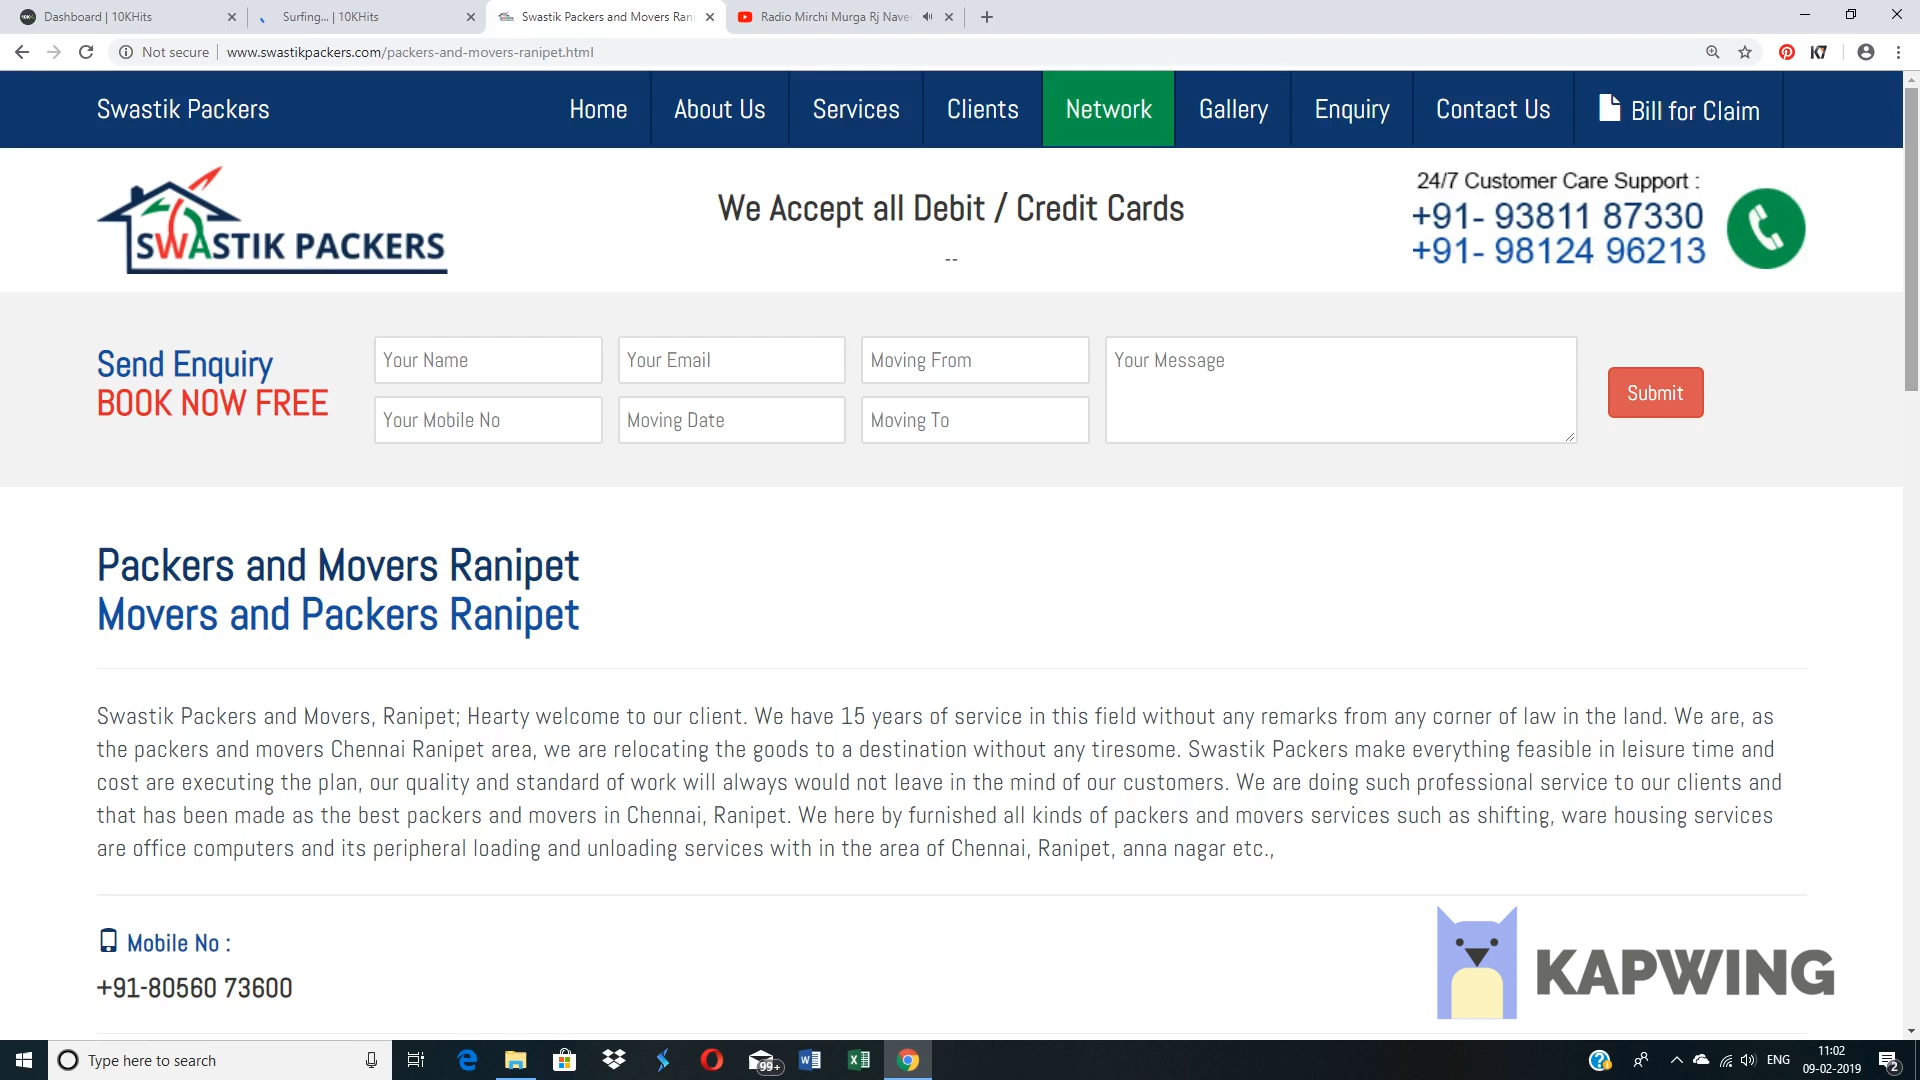 Dashboard | 10KHits
Surfing... | 10KHits
Swastik Packers and Movers Ran
Radio Mirchi Murga Rj Nave
Not secure | www.swastikpackers.com/packers-and-movers-ranipet.html
Swastik Packers
Home
About Us
Services
Clients
Network
Gallery
Enquiry
Contact Us
Bill for Claim
SWASTIK PACKERS
We Accept all Debit / Credit Cards
--
24/7 Customer Care Support :
+91- 93811 87330
+91- 98124 96213
Send Enquiry
BOOK NOW FREE
Your Name
Your Email
Moving From
Your Message
Your Mobile No
Moving Date
Moving To
Submit
Packers and Movers Ranipet
Movers and Packers Ranipet
Swastik Packers and Movers, Ranipet; Hearty welcome to our client. We have 15 years of service in this field without any remarks from any corner of law in the land. We are, as
the packers and movers Chennai Ranipet area, we are relocating the goods to a destination without any tiresome. Swastik Packers make everything feasible in leisure time and
cost are executing the plan, our quality and standard of work will always would not leave in the mind of our customers. We are doing such professional service to our clients and
that has been made as the best packers and movers in Chennai, Ranipet. We here by furnished all kinds of packers and movers services such as shifting, ware housing services
are office computers and its peripheral loading and unloading services with in the area of Chennai, Ranipet, anna nagar etc.,
Mobile No :
+91-80560 73600
KAPWING
Type here to search
99+
ENG
11:02
09-02-2019
2